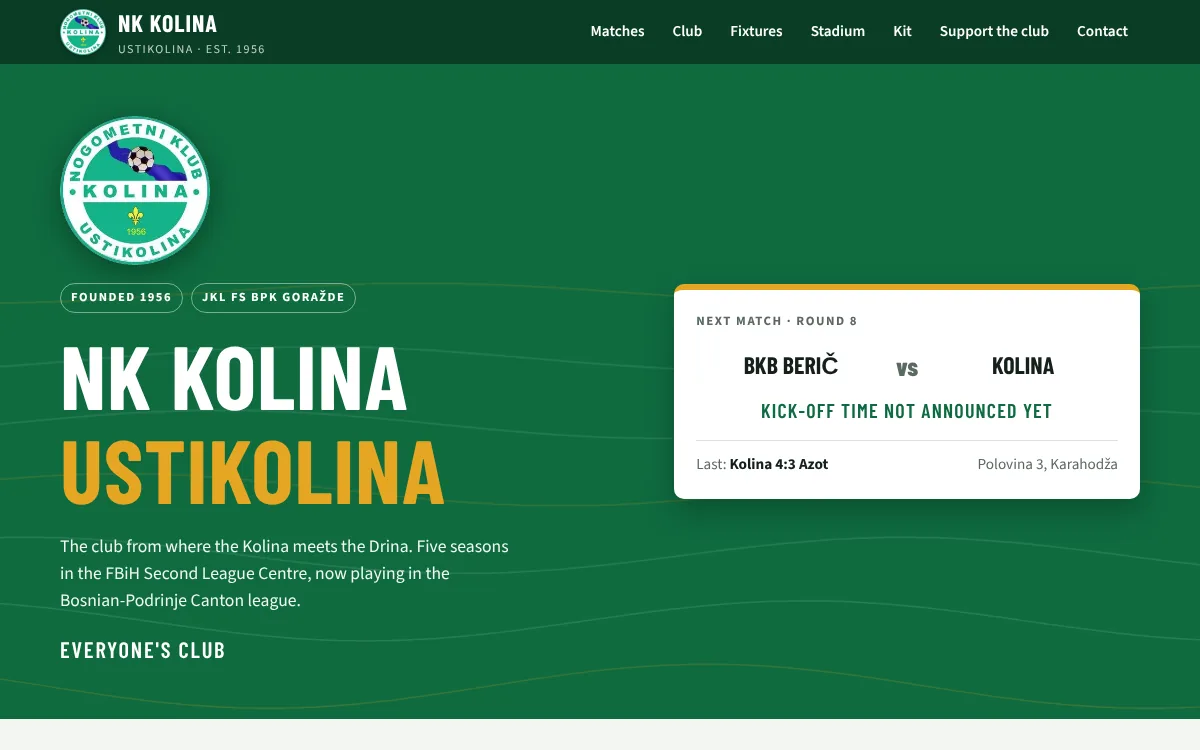 NK KOLINA
USTIKOLINA · EST. 1956
Matches Club Fixtures Stadium Kit Support the club Contact
NOGOMETNI KLUB
• KOLINA •
1956
USTIKOLINA
FOUNDED 1956 JKL FS BPK GORAŽDE
NK KOLINA
USTIKOLINA
The club from where the Kolina meets the Drina. Five seasons
in the FBiH Second League Centre, now playing in the
Bosnian-Podrinje Canton league.
EVERYONE'S CLUB
NEXT MATCH · ROUND 8
BKB BERIČ VS KOLINA
KICK-OFF TIME NOT ANNOUNCED YET
Last: Kolina 4:3 Azot Polovina 3, Karahodža